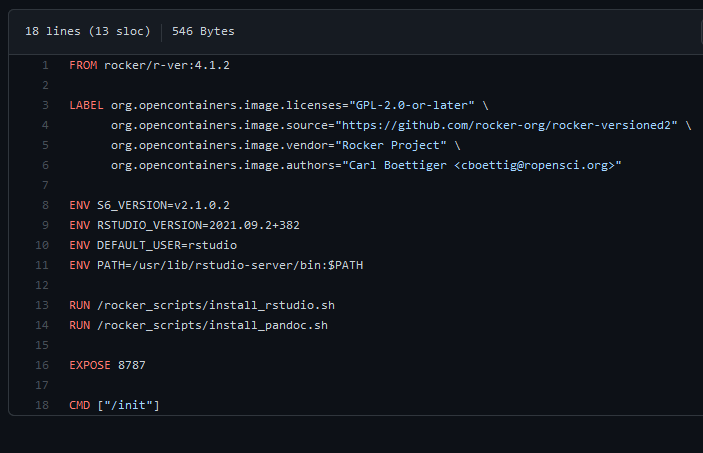 18 lines (13 sloc) 546 Bytes
1 FROM rocker/r-ver:4.1.2
2
3 LABEL org.opencontainers.image.licenses="GPL-2.0-or-later" \
4       org.opencontainers.image.source="https://github.com/rocker-org/rocker-versioned2" \
5       org.opencontainers.image.vendor="Rocker Project" \
6       org.opencontainers.image.authors="Carl Boettiger <cboettig@ropensci.org>"
7
8 ENV S6_VERSION=v2.1.0.2
9 ENV RSTUDIO_VERSION=2021.09.2+382
10 ENV DEFAULT_USER=rstudio
11 ENV PATH=/usr/lib/rstudio-server/bin:$PATH
12
13 RUN /rocker_scripts/install_rstudio.sh
14 RUN /rocker_scripts/install_pandoc.sh
15
16 EXPOSE 8787
17
18 CMD ["/init"]